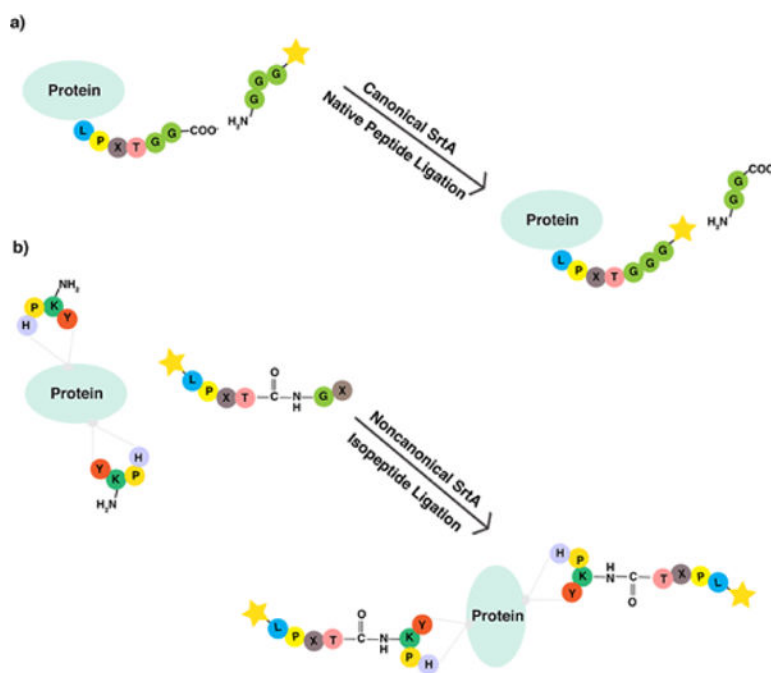 a)
Protein
L P X T G G COO-
H2N G G G
Canonical SrtA
Native Peptide Ligation
Protein
L P X T G G G
H2N G G COO
b)
NH2
H P K Y
Protein
Y K P H
H2N
L P X T C N G X
O
H
Noncanonical SrtA
Isopeptide Ligation
H P K Y
H
N C T X P L
O
Protein
O
L P X T C N K Y
H
P H